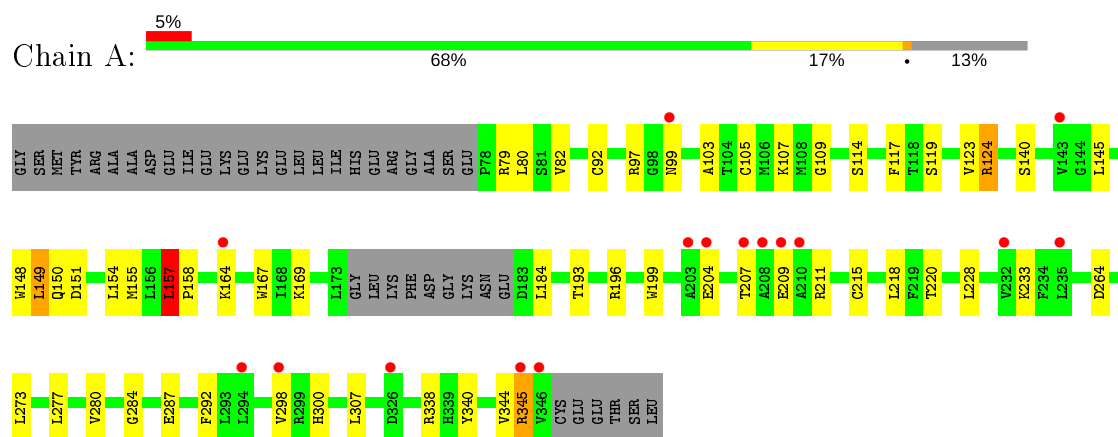 5%
Chain A:
68% 17% • 13%
GLY SER MET TYR ARG ALA ALA ASP GLU ILE GLU LYS GLU LYS GLU LEU LEU ILE HIS GLU ARG GLY ALA SER GLU P78 R79 L80 S81 V82 C92 R97 G98 N99 A103 T104 C105 M106 K107 M108 G109 S114 F117 T118 S119 V123 R124 S140 V143 G144 L145
W148 L149 Q150 D151 L154 M155 L156 L157 P158 K164 W167 I168 K169 L173 GLY LEU LYS PHE ASP GLY LYS ASN GLU D183 L184 T193 R196 W199 A203 E204 T207 A208 E209 A210 R211 C215 L218 F219 T220 L228 V232 K233 F234 L235 D264
L273 L277 V280 G284 E287 F292 L293 L294 V298 R299 H300 L307 D326 R338 H339 Y340 V344 R345 V346 CYS GLU GLU THR SER LEU